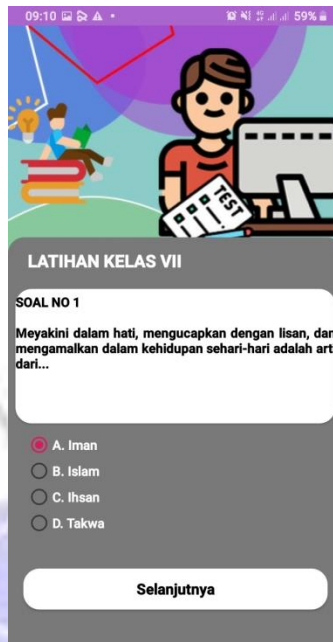 09:10
59%
TEST
LATIHAN KELAS VII
SOAL NO 1
Meyakini dalam hati, mengucapkan dengan lisan, dan
mengamalkan dalam kehidupan sehari-hari adalah art
dari...
A. Iman
B. Islam
C. Ihsan
D. Takwa
Selanjutnya